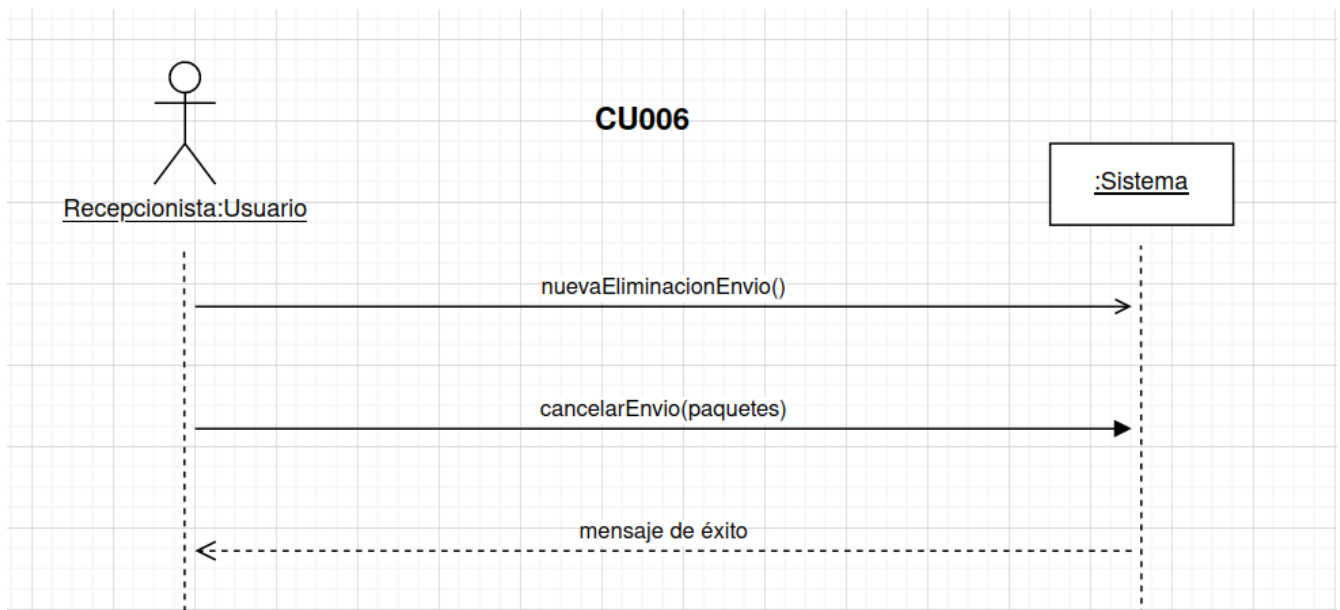 CU006
:Sistema
Recepcionista:Usuario
nuevaEliminacionEnvio()
cancelarEnvio(paquetes)
mensaje de éxito